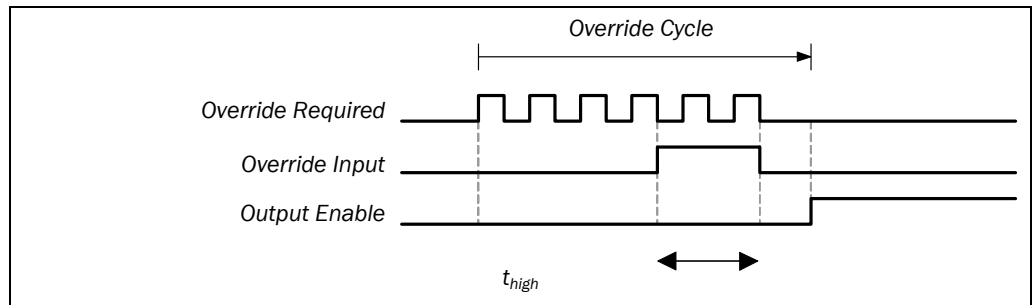 Override Cycle
Override Required
Override Input
Output Enable
thigh